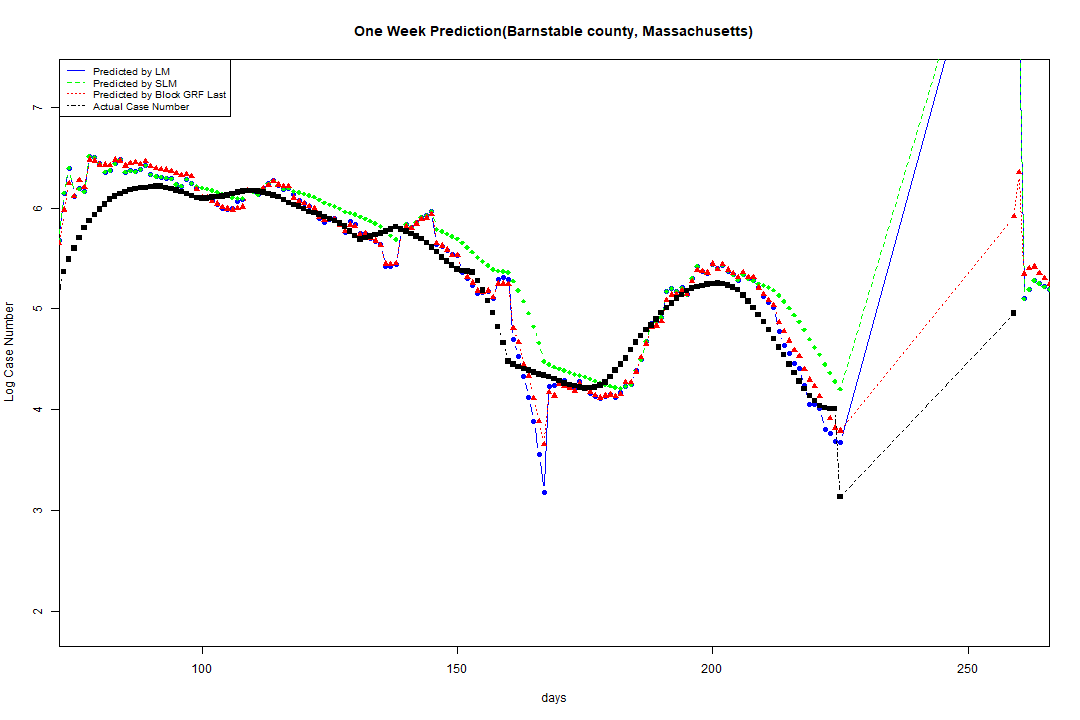 One Week Prediction(Barnstable county, Massachusetts)
Predicted by LM
Predicted by SLM
Predicted by Block GRF Last
Actual Case Number
7
6
5
4
3
2
Log Case Number
100
150
200
250
days